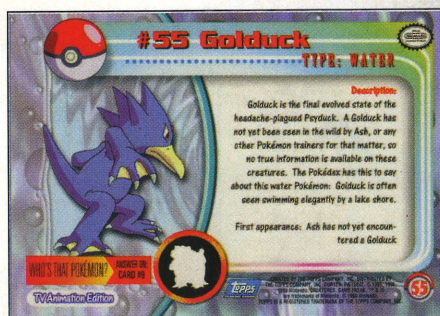 #55 Golduck
TYPE: WATER
Description:
Golduck is the final evolved state of the
headache-plagued Psyduck. A Golduck has
not yet been seen in the wild by Ash, or any
other Pokémon trainers for that matter, so
no true information is available on these
creatures. The Pokédex has this to say
about this water Pokémon: Golduck is often
seen swimming elegantly by a lake shore.
First appearance: Ash has not yet encoun-
tered a Golduck
WHO'S THAT POKÉMON?
ANSWER IN:
TV Animation Edition
Topps
55